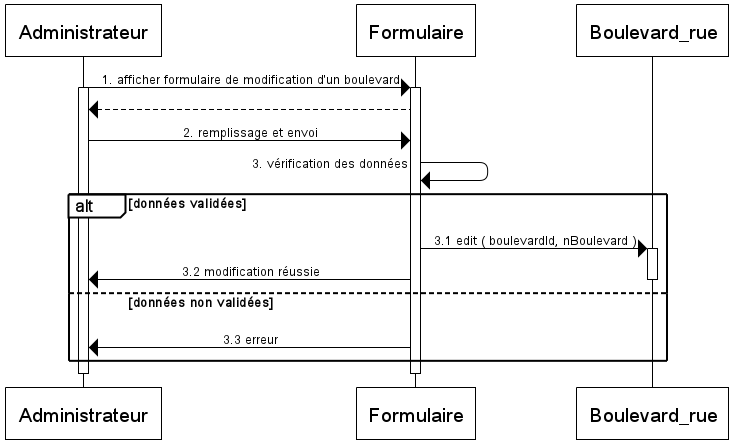 Administrateur
Formulaire
Boulevard_rue
1. afficher formulaire de modification d'un boulevard
2. remplissage et envoi
3. vérification des données
alt
[données validées]
3.1 edit ( boulevardId, nBoulevard )
3.2 modification réussie
[données non validées]
3.3 erreur
Administrateur
Formulaire
Boulevard_rue